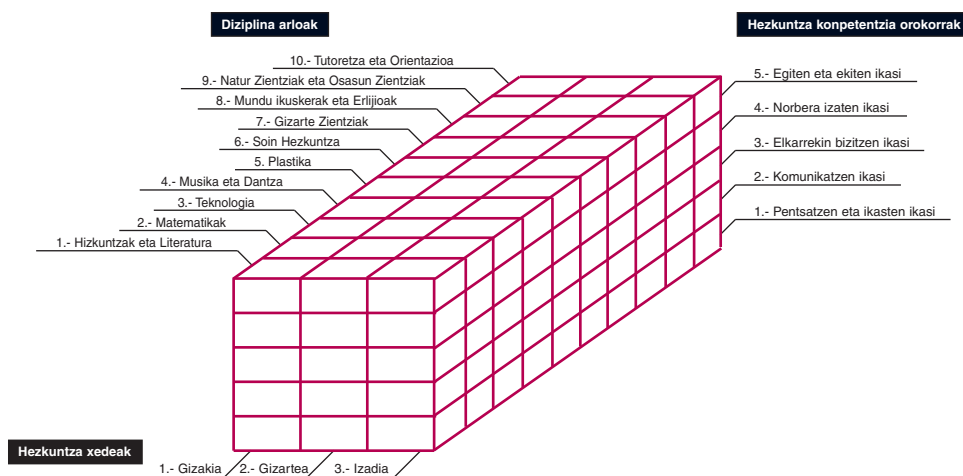 Diziplina arloak
Hezkuntza konpetentzia orokorrak
10.- Tutoretza eta Orientazioa
9.- Natur Zientziak eta Osasun Zientziak
8.- Mundu ikuskerak eta Erlijioak
7.- Gizarte Zientziak
6.- Soin Hezkuntza
5. Plastika
4.- Musika eta Dantza
3.- Teknologia
2.- Matematikak
1.- Hizkuntzak eta Literatura
5.- Egiten eta ekiten ikasi
4.- Norbera izaten ikasi
3.- Elkarrekin bizitzen ikasi
2.- Komunikatzen ikasi
1.- Pentsatzen eta ikasten ikasi
Hezkuntza xedeak
1.- Gizakia
2.- Gizartea
3.- Izadia